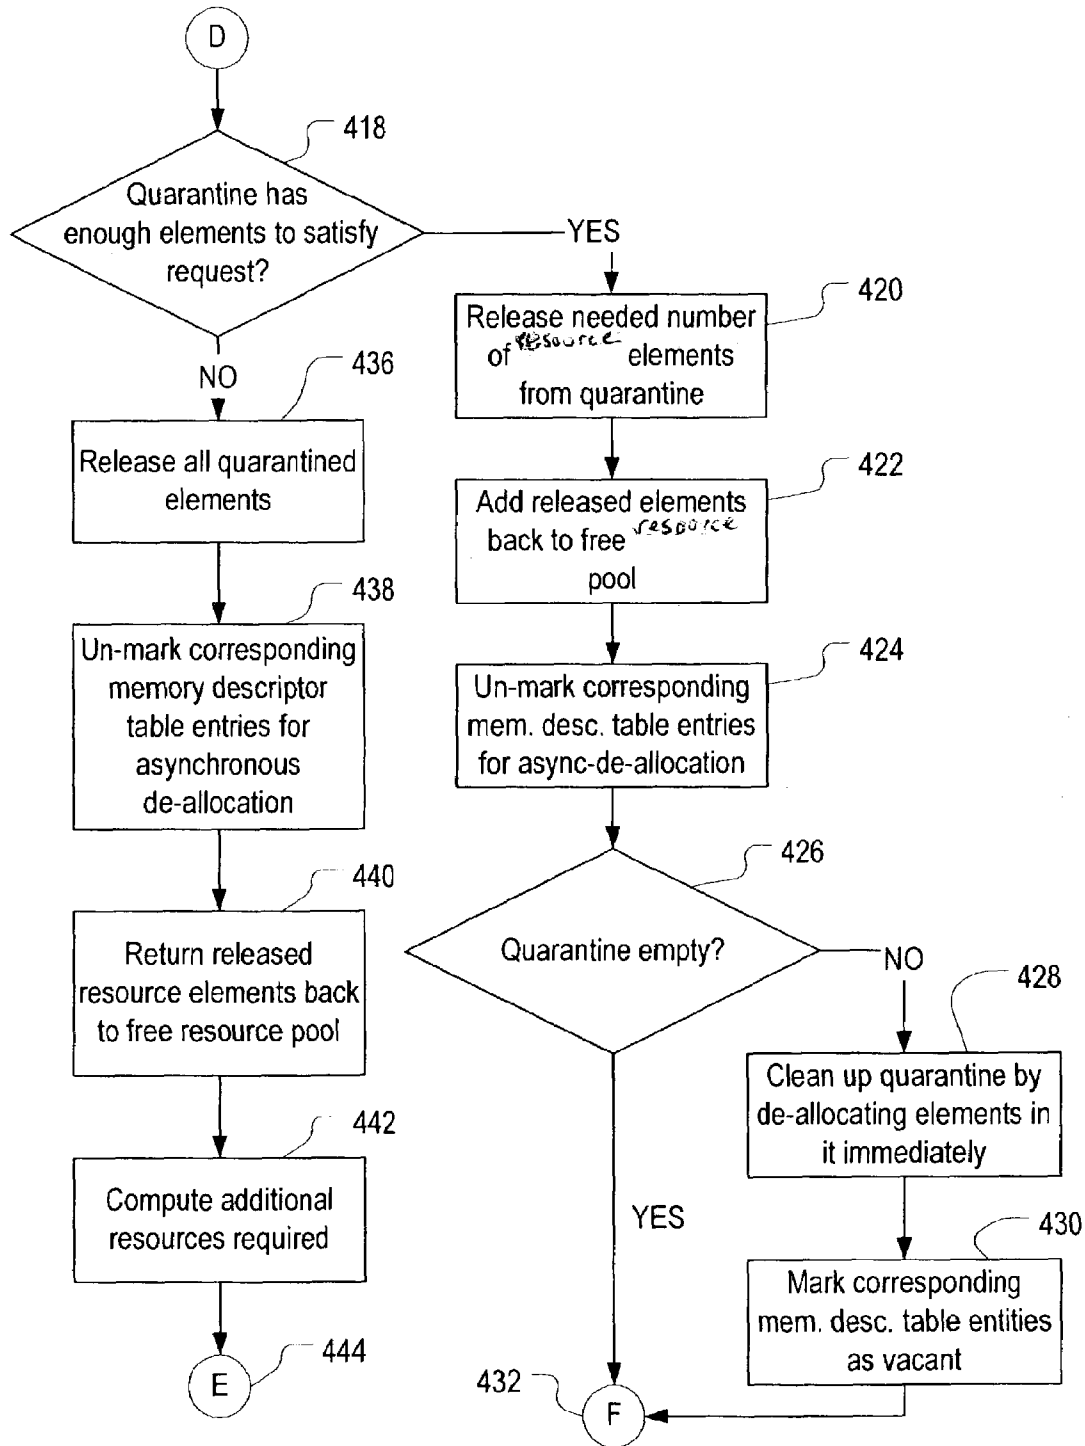 D
418
Quarantine has
enough elements to satisfy
request?
YES
NO
420
Release needed number
of resource elements
from quarantine
422
Add released elements
back to free resource
pool
424
Un-mark corresponding
mem. desc. table entries
for async-de-allocation
426
Quarantine empty?
NO
428
Clean up quarantine by
de-allocating elements in
it immediately
430
Mark corresponding
mem. desc. table entities
as vacant
YES
432
F
436
Release all quarantined
elements
438
Un-mark corresponding
memory descriptor
table entries for
asynchronous
de-allocation
440
Return released
resource elements back
to free resource pool
442
Compute additional
resources required
444
E